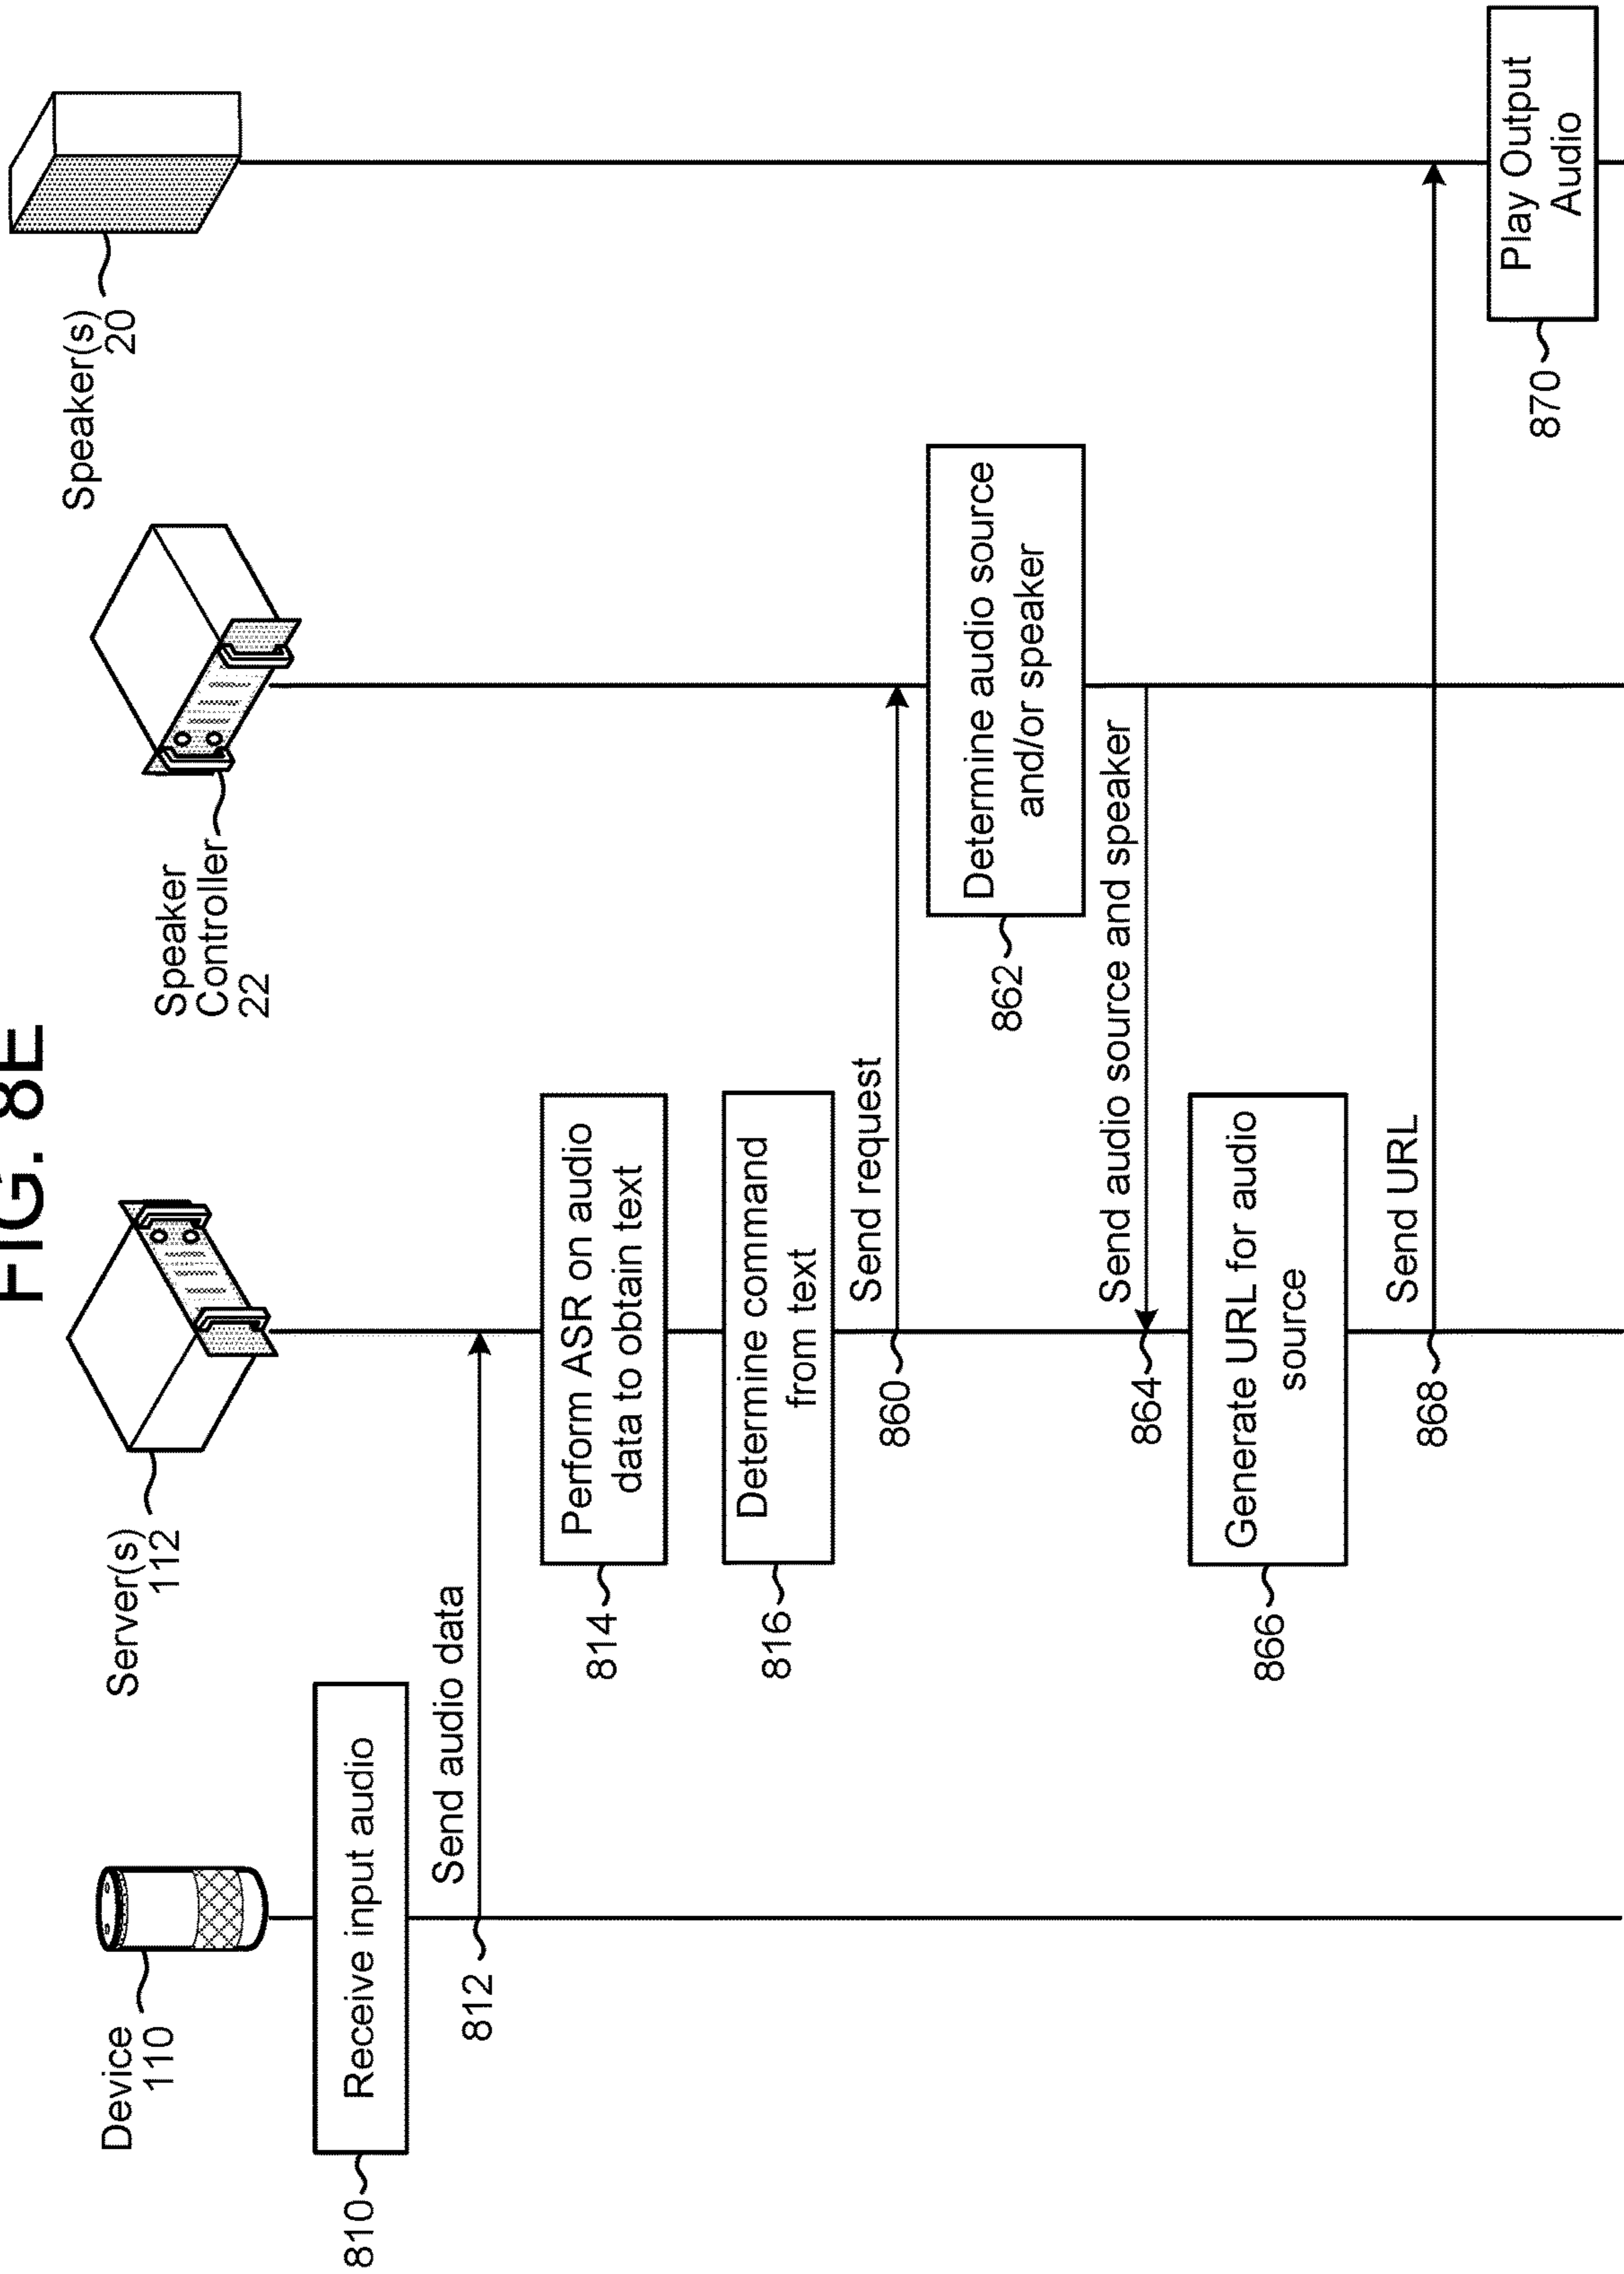 FIG. 8E
Device
110
Server(s)
112
Speaker
Controller
22
Speaker(s)
20
810
Receive input audio
Send audio data
812
814
Perform ASR on audio
data to obtain text
816
Determine command
from text
Send request
860
862
Determine audio source
and/or speaker
Send audio source and speaker
864
866
Generate URL for audio
source
Send URL
868
870
Play Output
Audio